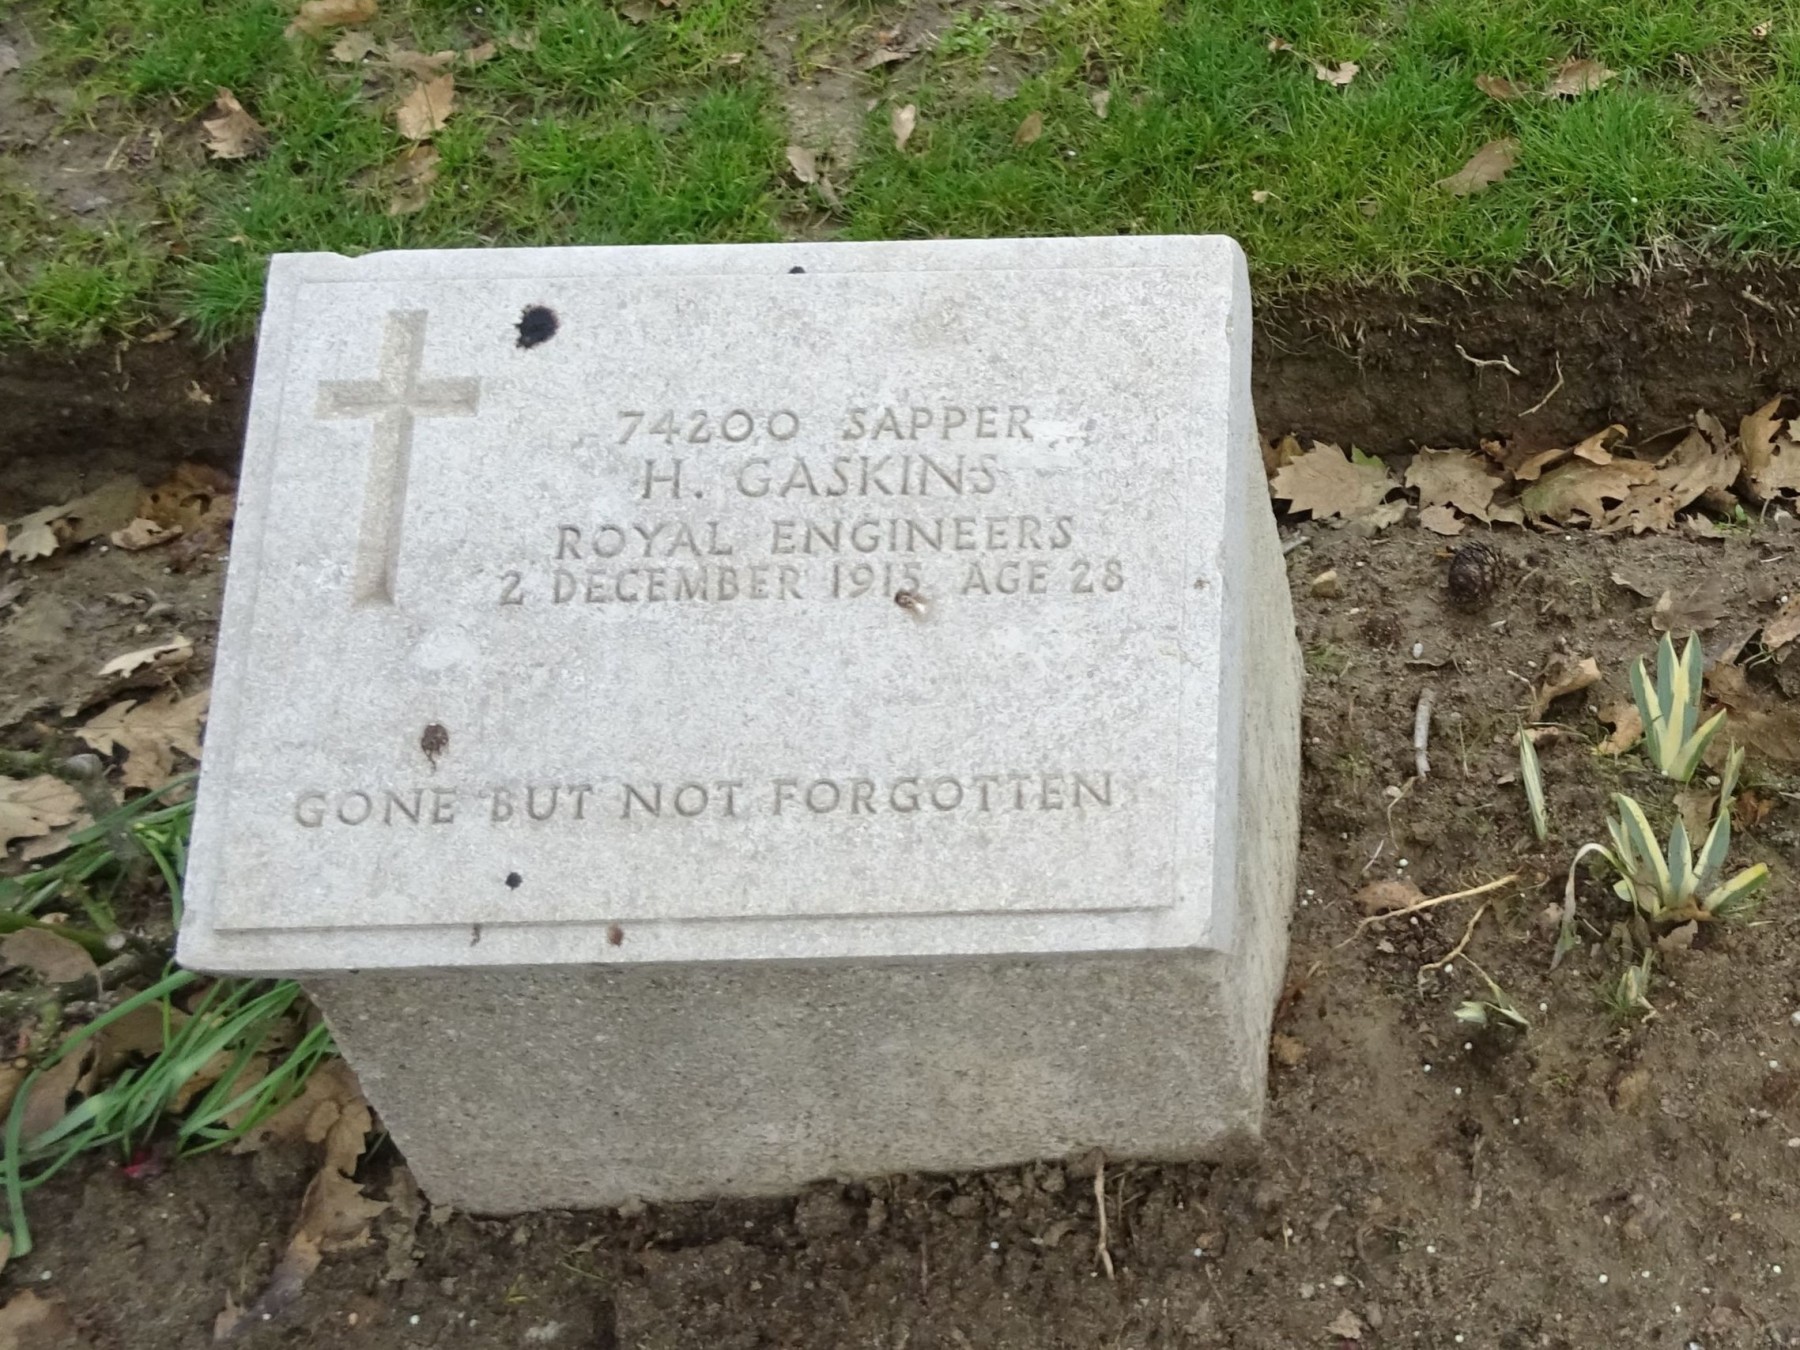 74200 SAPPER
H. GASKINS
ROYAL ENGINEERS
2 DECEMBER 1915 AGE 28
GONE BUT NOT FORGOTTEN